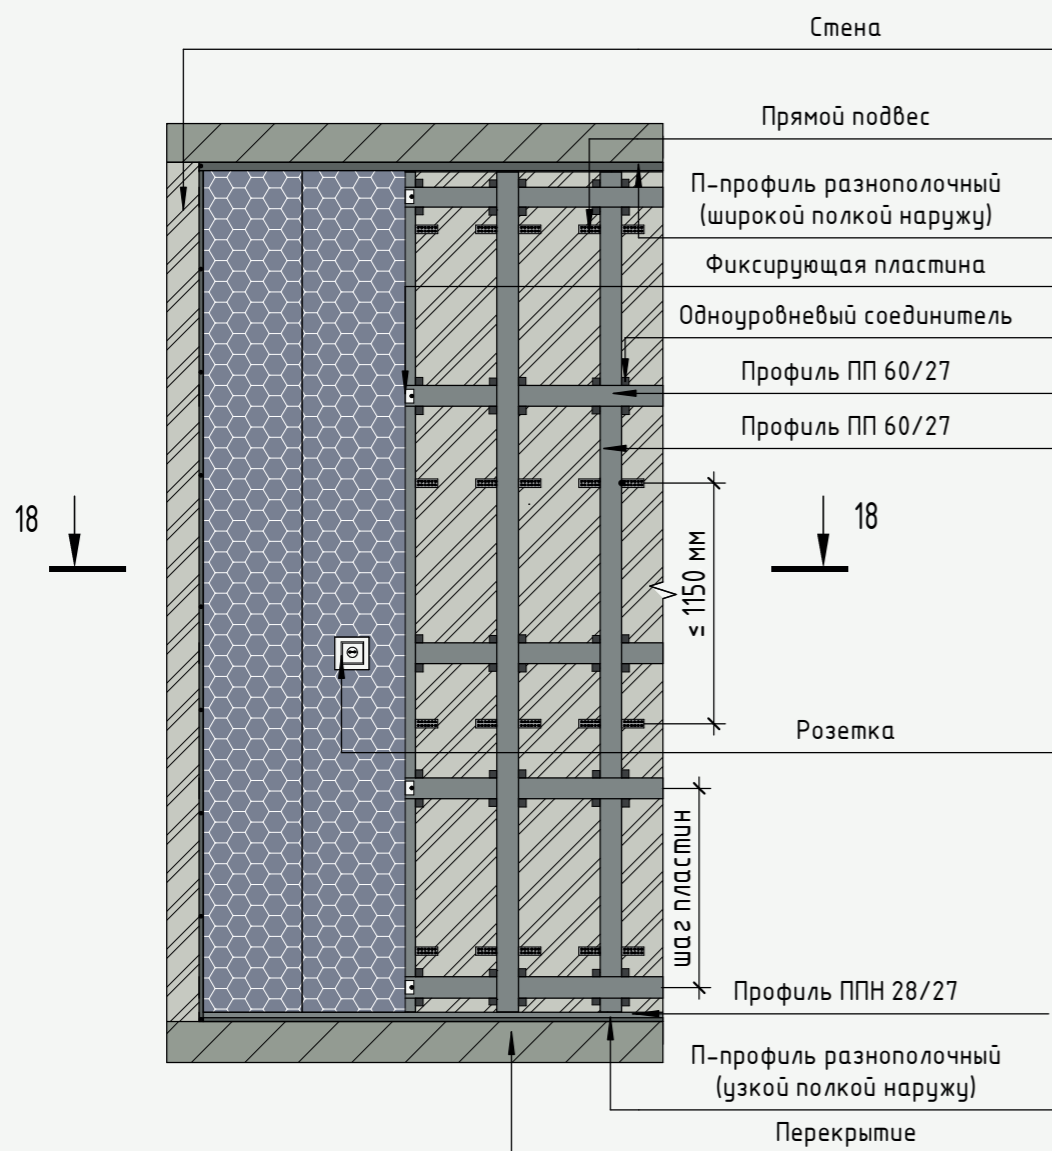 Стена
Прямой подвес
П-профиль разнополочный
(широкой полкой наружу)
Фиксирующая пластина
Одноуровневый соединитель
Профиль ПП 60/27
Профиль ПП 60/27
18
18
≤ 1150 мм
Розетка
шаг пластин
Профиль ППН 28/27
П-профиль разнополочный
(узкой полкой наружу)
Перекрытие